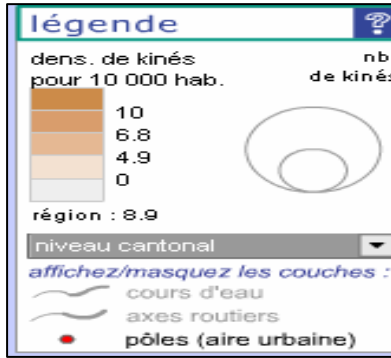 légende ?
dens. de kinés
pour 10 000 hab.
nb
de kinés
10
6.8
4.9
0
région : 8.9
niveau cantonal
affichez/masquez les couches :
cours d'eau
axes routiers
pôles (aire urbaine)